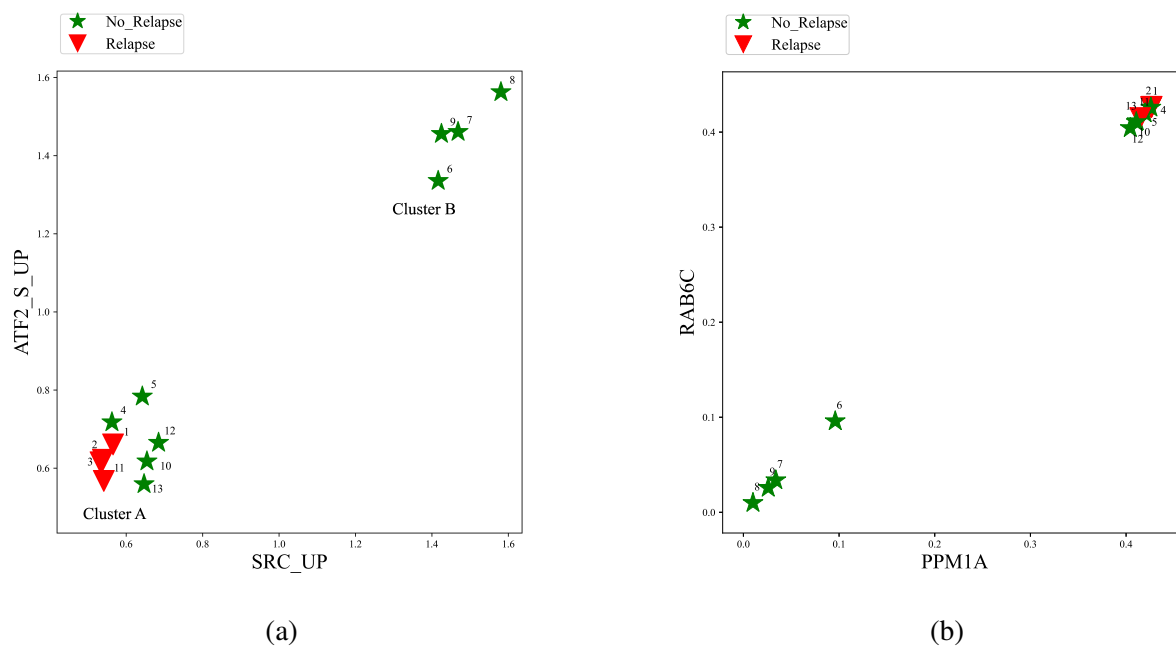 No_Relapse
Relapse
ATF2_S_UP
1.6
1.4
1.2
1.0
0.8
0.6
8
9 7
6
Cluster B
5
4
1
2
12
3
11
10
13
Cluster A
0.6 0.8 1.0 1.2 1.4 1.6
SRC_UP
(a)
No_Relapse
Relapse
RAB6C
0.4
0.3
0.2
0.1
0.0
2 1
13
4
5
10
12
6
7
9
8
0.0 0.1 0.2 0.3 0.4
PPM1A
(b)